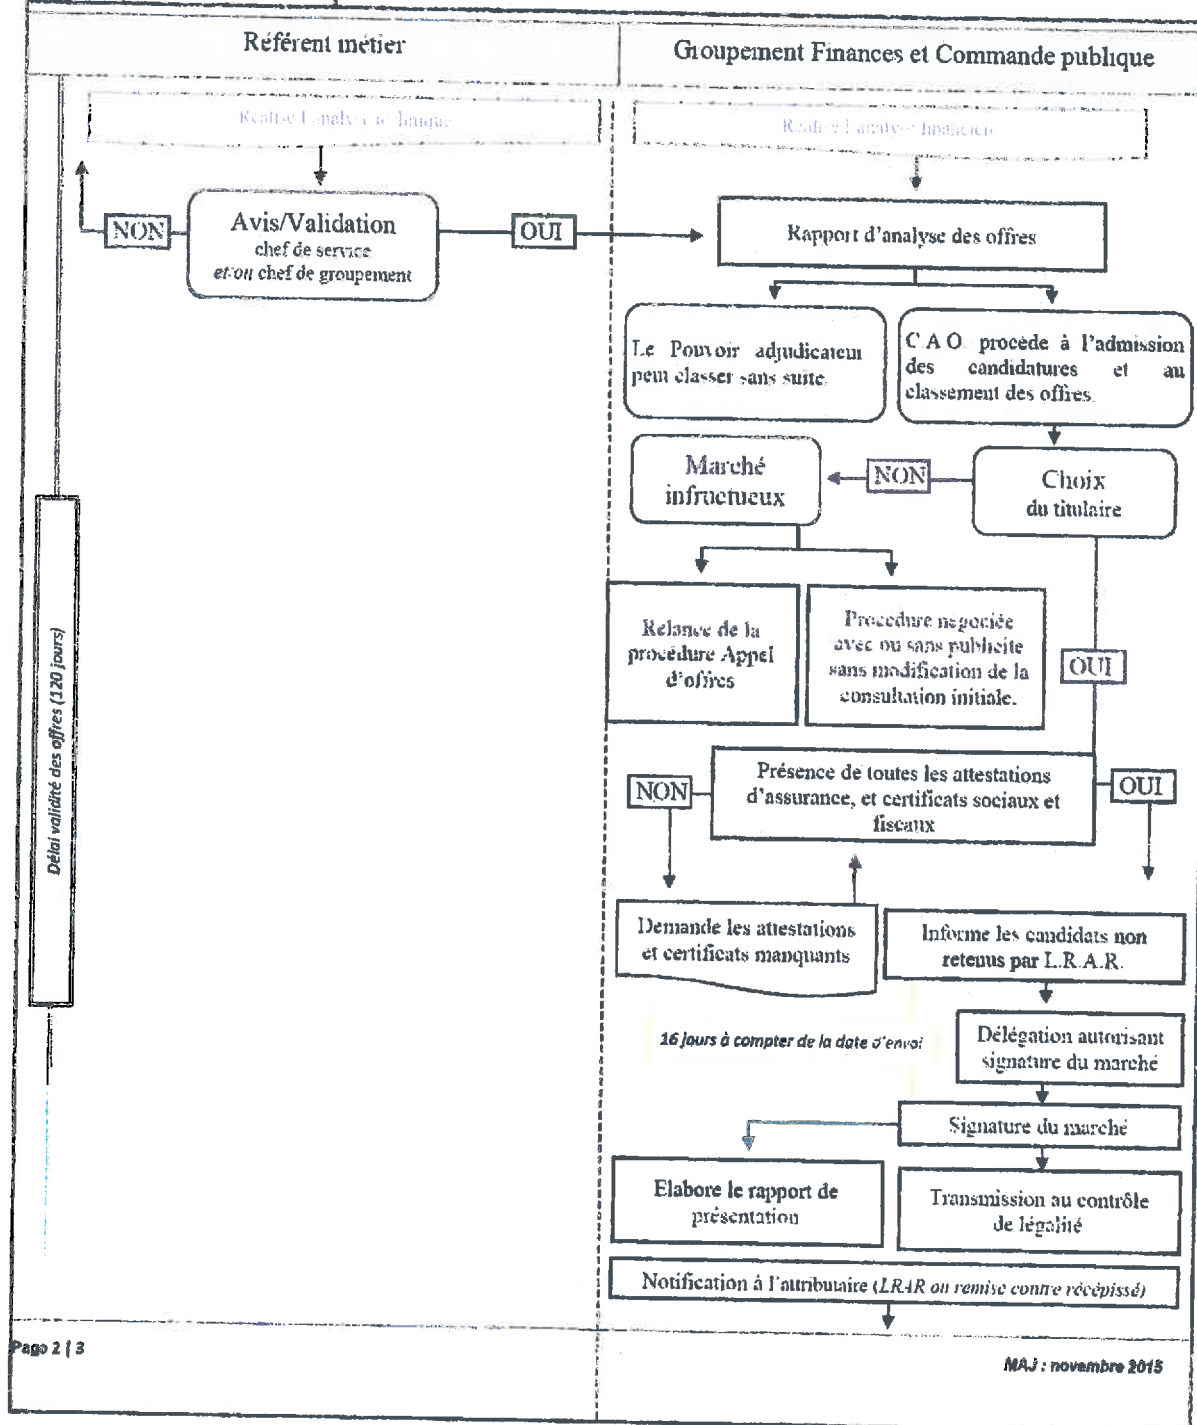 Référent métier
Groupement Finances et Commande publique
Réalise l'analyse technique
Réalise l'analyse financière
NON
Avis/Validation
chef de service
et/ou chef de groupement
OUI
Rapport d'analyse des offres
Le Pouvoir adjudicateur
peut classer sans suite.
C A O procède à l'admission
des candidatures et au
classement des offres.
Marché
infructueux
NON
Choix
du titulaire
Relance de la
procédure Appel
d'offres
Procédure négociée
avec ou sans publicité
sans modification de la
consultation initiale.
OUI
Délai validité des offres (120 jours)
NON
Présence de toutes les attestations
d'assurance, et certificats sociaux et
fiscaux
OUI
Demande les attestations
et certificats manquants
Informe les candidats non
retenus par L.R.A.R.
16 jours à compter de la date d'envoi
Délégation autorisant
signature du marché
Signature du marché
Elabore le rapport de
présentation
Transmission au contrôle
de légalité
Notification à l'attributaire (LRAR ou remise contre récépissé)
Page 2 | 3
MAJ : novembre 2015